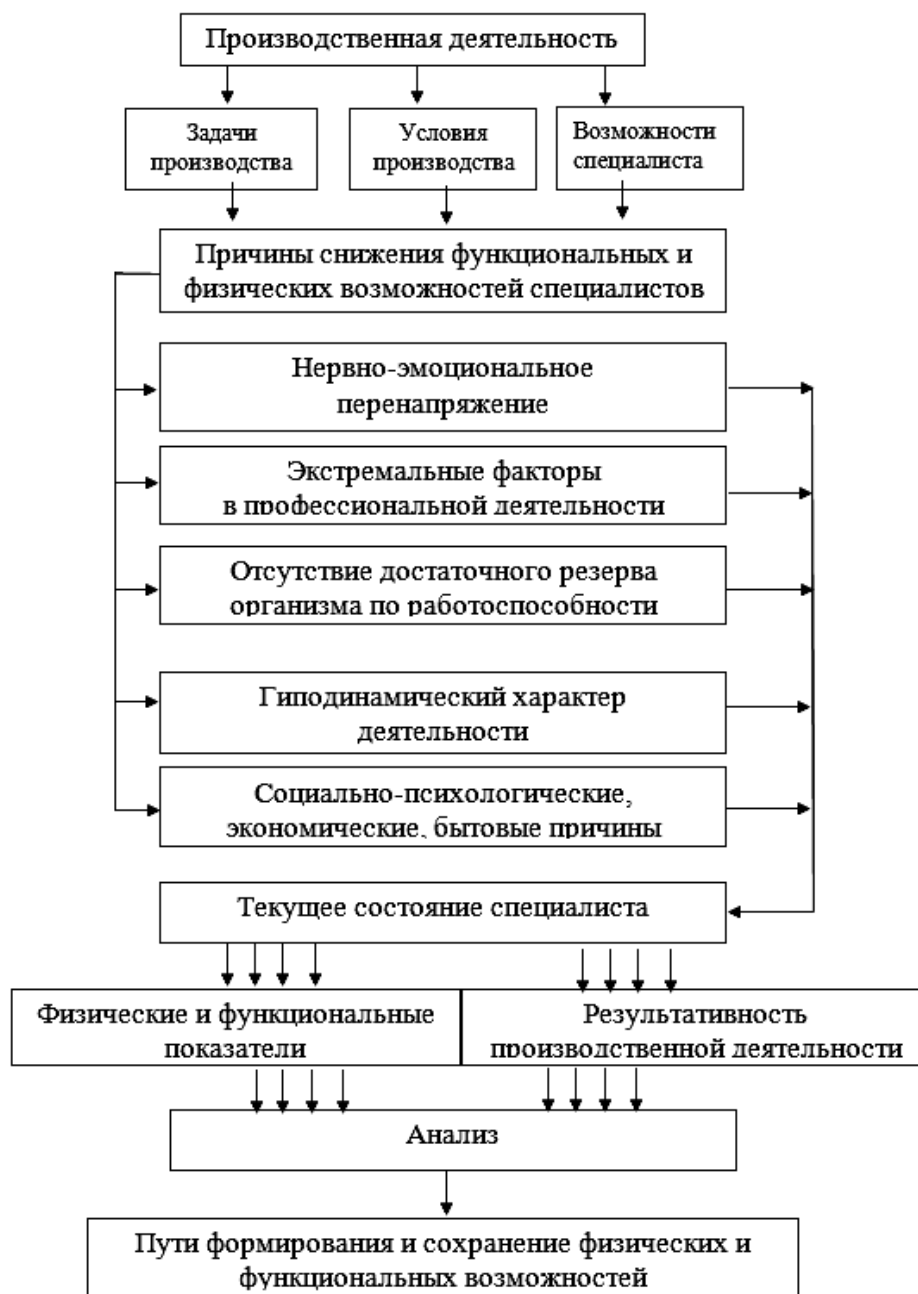 Производственная деятельность
Задачи
производства
Условия
производства
Возможности
специалиста
Причины снижения функциональных и
физических возможностей специалистов
Нервно-эмоциональное
перенапряжение
Экстремальные факторы
в профессиональной деятельности
Отсутствие достаточного резерва
организма по работоспособности
Гиподинамический характер
деятельности
Социально-психологические,
экономические, бытовые причины
Текущее состояние специалиста
Физические и функциональные
показатели
Результативность
производственной деятельности
Анализ
Пути формирования и сохранение физических и
функциональных возможностей